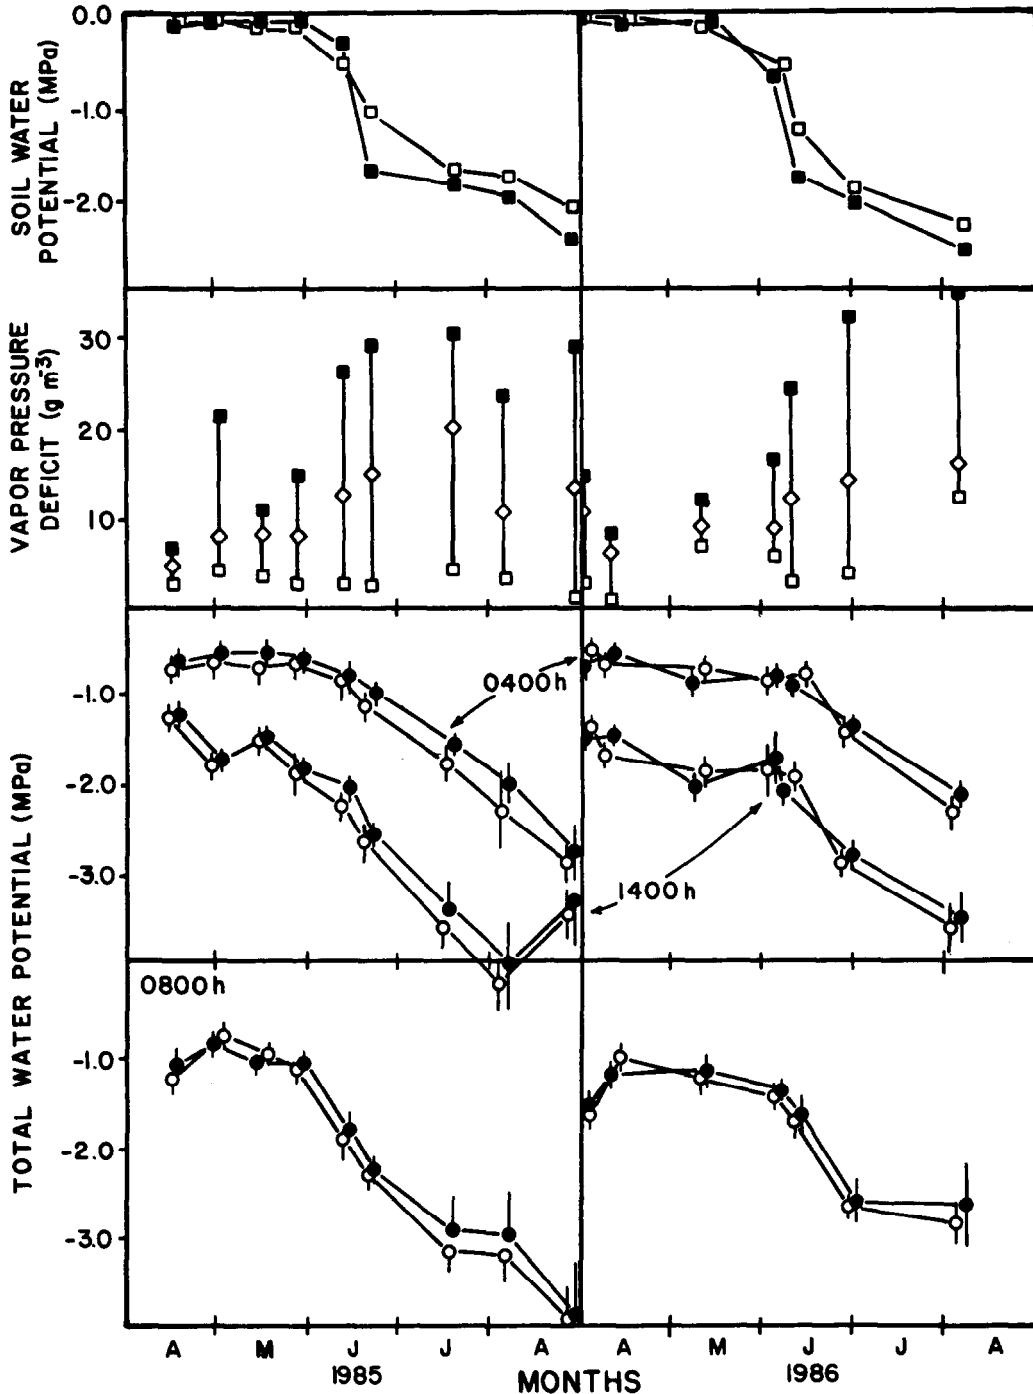 SOIL WATER
POTENTIAL (MPa)
0.0
-1.0
-2.0
VAPOR PRESSURE
DEFICIT (g m⁻³)
30
20
10
TOTAL WATER POTENTIAL (MPa)
-1.0
-2.0
-3.0
0400h
1400h
0800h
-1.0
-2.0
-3.0
A M J J A A M J J A
1985 MONTHS 1986